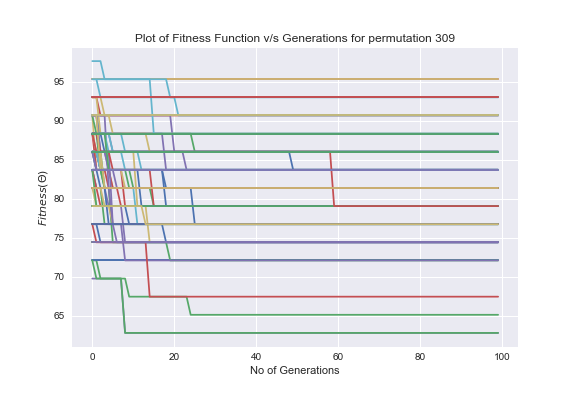 Plot of Fitness Function v/s Generations for permutation 309
95
90
85
80
75
70
65
Fitness(Θ)
0 20 40 60 80 100
No of Generations